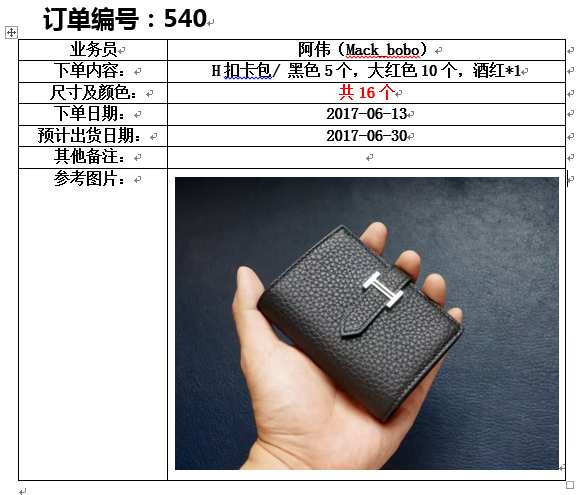 订单编号：540
业务员 阿伟（Mack_bobo）
下单内容： H扣卡包/ 黑色5个，大红色10个，酒红*1
尺寸及颜色： 共16个
下单日期： 2017-06-13
预计出货日期： 2017-06-30
其他备注：
参考图片：